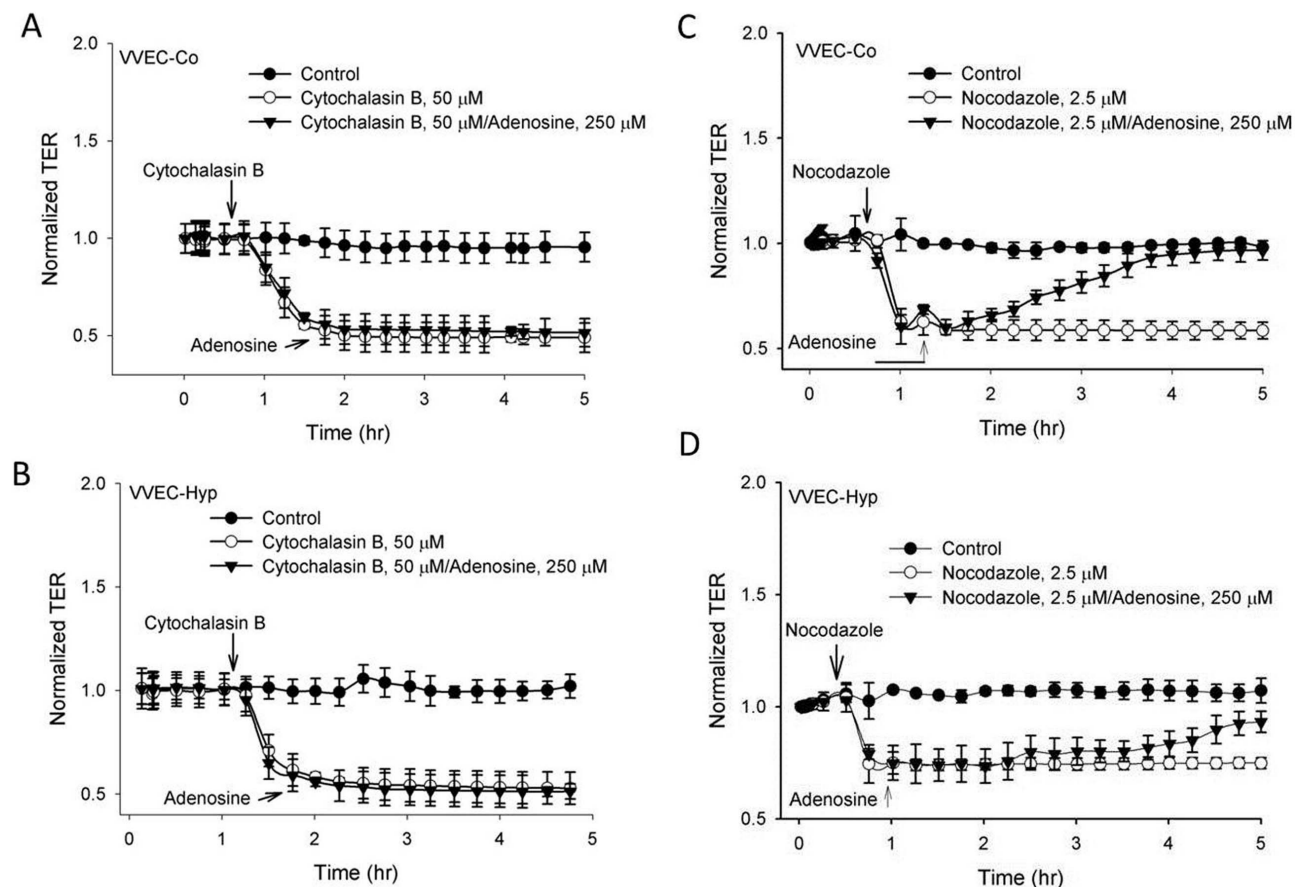 A
VVEC-Co
Control
Cytochalasin B, 50 μM
Cytochalasin B, 50 μM/Adenosine, 250 μM
Cytochalasin B
Adenosine
Normalized TER
2.0
1.5
1.0
0.5
0 1 2 3 4 5
Time (hr)
B
VVEC-Hyp
Control
Cytochalasin B, 50 μM
Cytochalasin B, 50 μM/Adenosine, 250 μM
Cytochalasin B
Adenosine
Normalized TER
2.0
1.5
1.0
0.5
0 1 2 3 4 5
Time (hr)
C
VVEC-Co
Control
Nocodazole, 2.5 μM
Nocodazole, 2.5 μM/Adenosine, 250 μM
Nocodazole
Adenosine
Normalized TER
2.0
1.5
1.0
0.5
0 1 2 3 4 5
Time (hr)
D
VVEC-Hyp
Control
Nocodazole, 2.5 μM
Nocodazole, 2.5 μM/Adenosine, 250 μM
Nocodazole
Adenosine
Normalized TER
2.0
1.5
1.0
0.5
0 1 2 3 4 5
Time (hr)